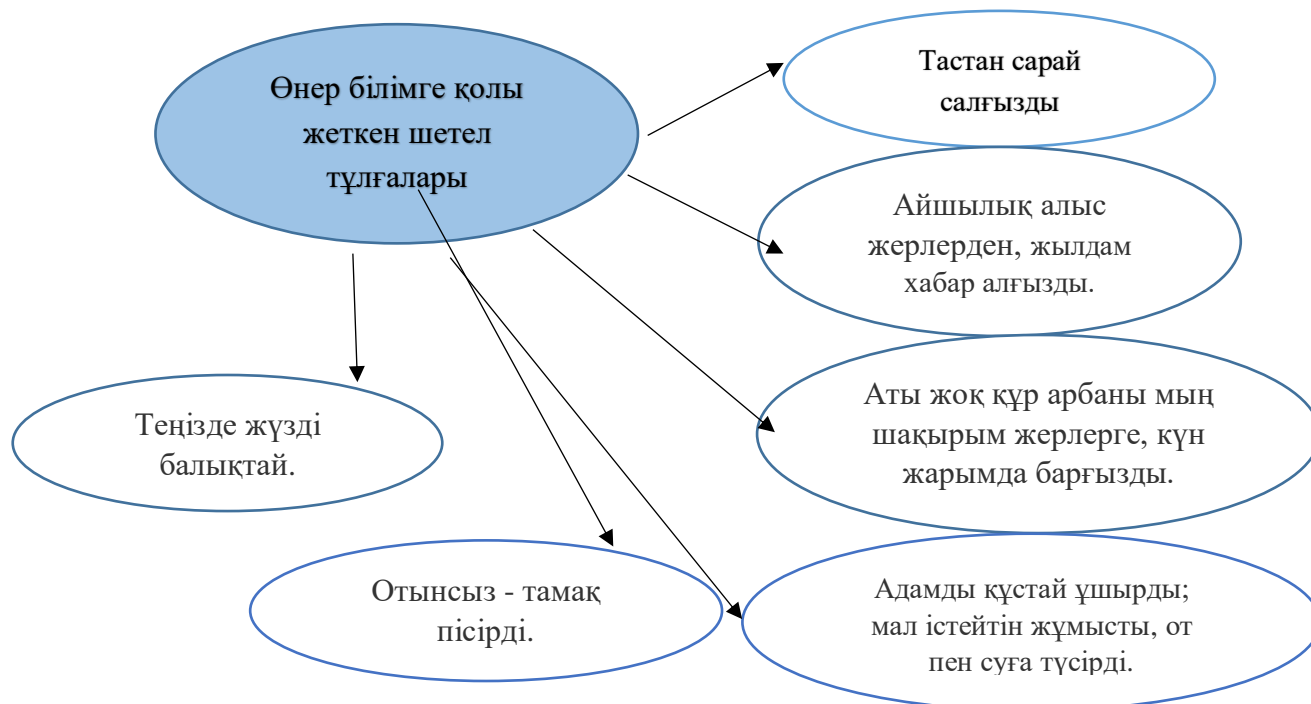 Өнер білімге қолы
жеткен шетел
тұлғалары
Тастан сарай
салғызды
Айшылық алыс
жерлерден, жылдам
хабар алғызды.
Аты жоқ құр арбаны мың
шақырым жерлерге, күн
жарымда барғызды.
Теңізде жүзді
балықтай.
Отынсыз - тамақ
пісірді.
Адамды құстай ұшырды;
мал істейтін жұмысты, от
пен суға түсірді.